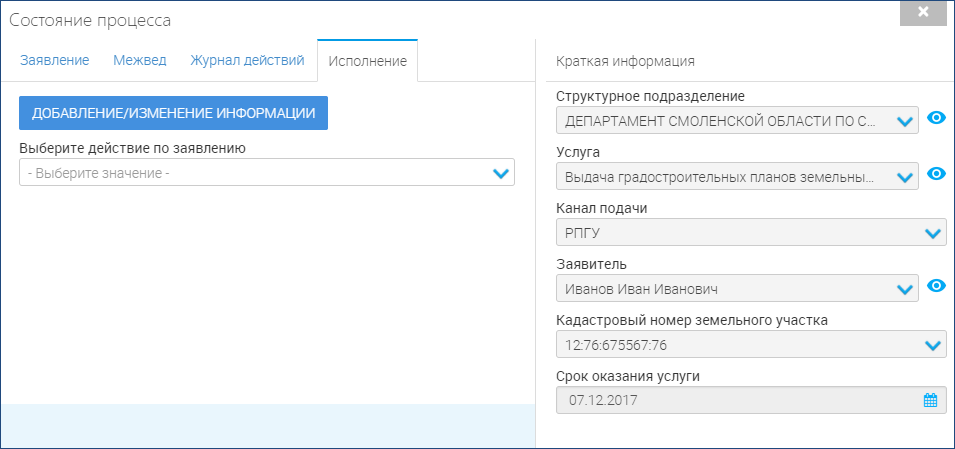 Состояние процесса
Заявление Межвед Журнал действий Исполнение
ДОБАВЛЕНИЕ/ИЗМЕНЕНИЕ ИНФОРМАЦИИ
Выберите действие по заявлению
- Выберите значение -
Краткая информация
Структурное подразделение
ДЕПАРТАМЕНТ СМОЛЕНСКОЙ ОБЛАСТИ ПО С...
Услуга
Выдача градостроительных планов земельны...
Канал подачи
РПГУ
Заявитель
Иванов Иван Иванович
Кадастровый номер земельного участка
12:76:675567:76
Срок оказания услуги
07.12.2017